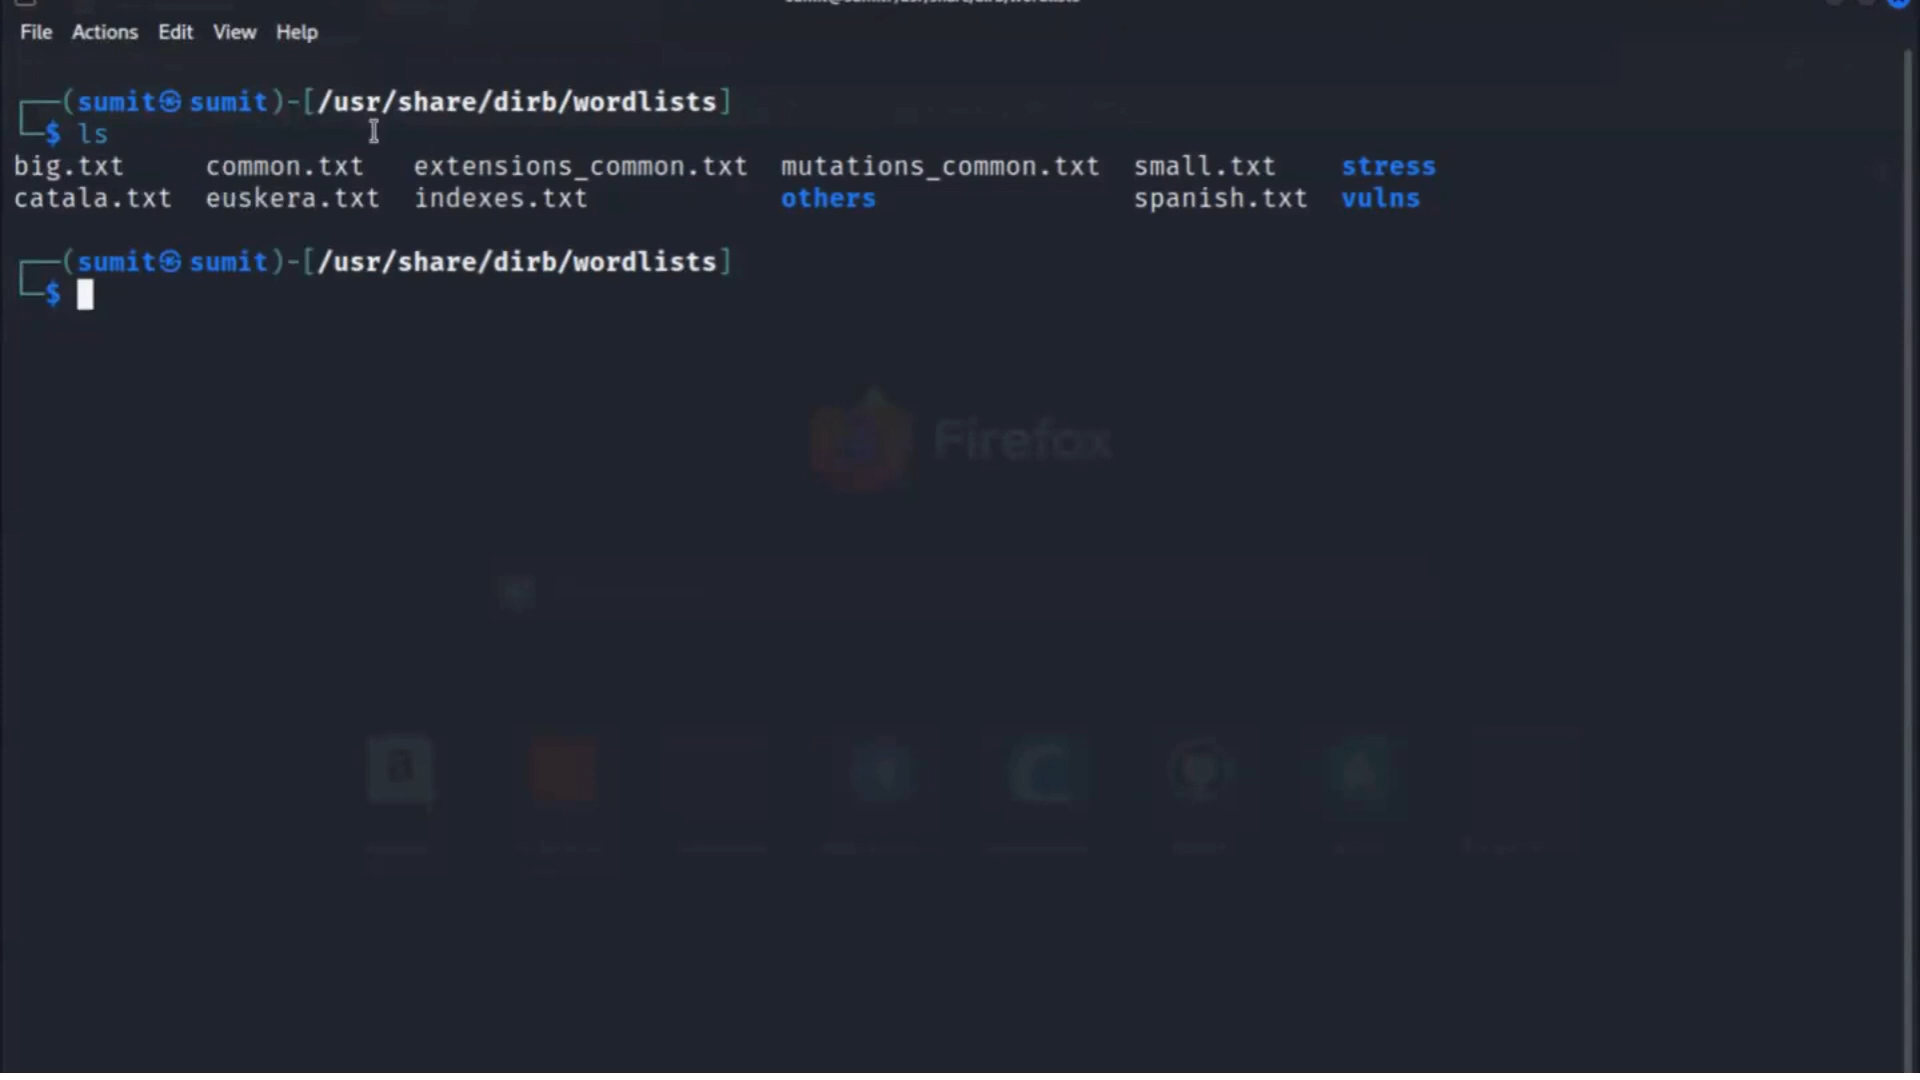 File Actions Edit View Help
┌──(sumit㉿sumit)-[/usr/share/dirb/wordlists]
└─$ ls
big.txt common.txt extensions_common.txt mutations_common.txt small.txt stress
catala.txt euskera.txt indexes.txt others spanish.txt vulns
┌──(sumit㉿sumit)-[/usr/share/dirb/wordlists]
└─$
Firefox